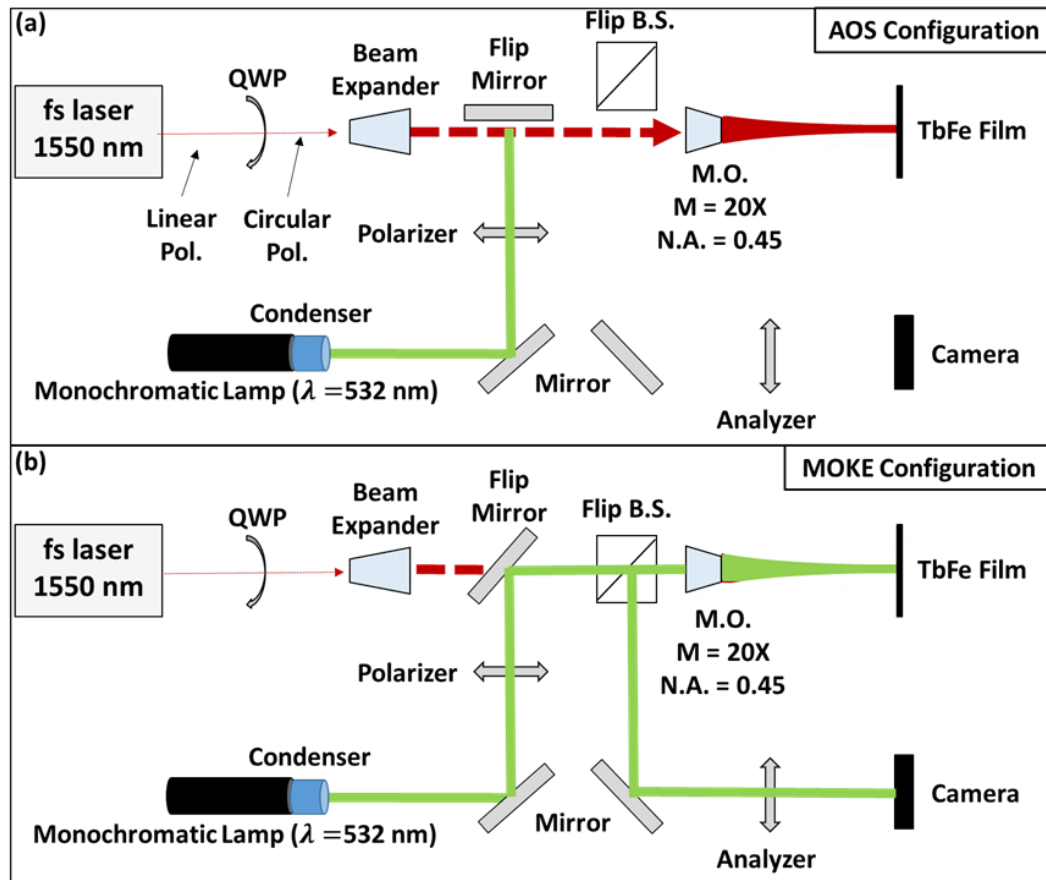 (a)
AOS Configuration
Flip B.S.
Flip
Mirror
Beam
Expander
QWP
fs laser
1550 nm
TbFe Film
M.O.
M = 20X
N.A. = 0.45
Linear
Pol.
Circular
Pol.
Polarizer
Condenser
Monochromatic Lamp (λ =532 nm)
Mirror
Analyzer
Camera
(b)
MOKE Configuration
Flip
Mirror
Flip B.S.
Beam
Expander
QWP
fs laser
1550 nm
TbFe Film
M.O.
M = 20X
N.A. = 0.45
Polarizer
Condenser
Monochromatic Lamp (λ =532 nm)
Mirror
Analyzer
Camera